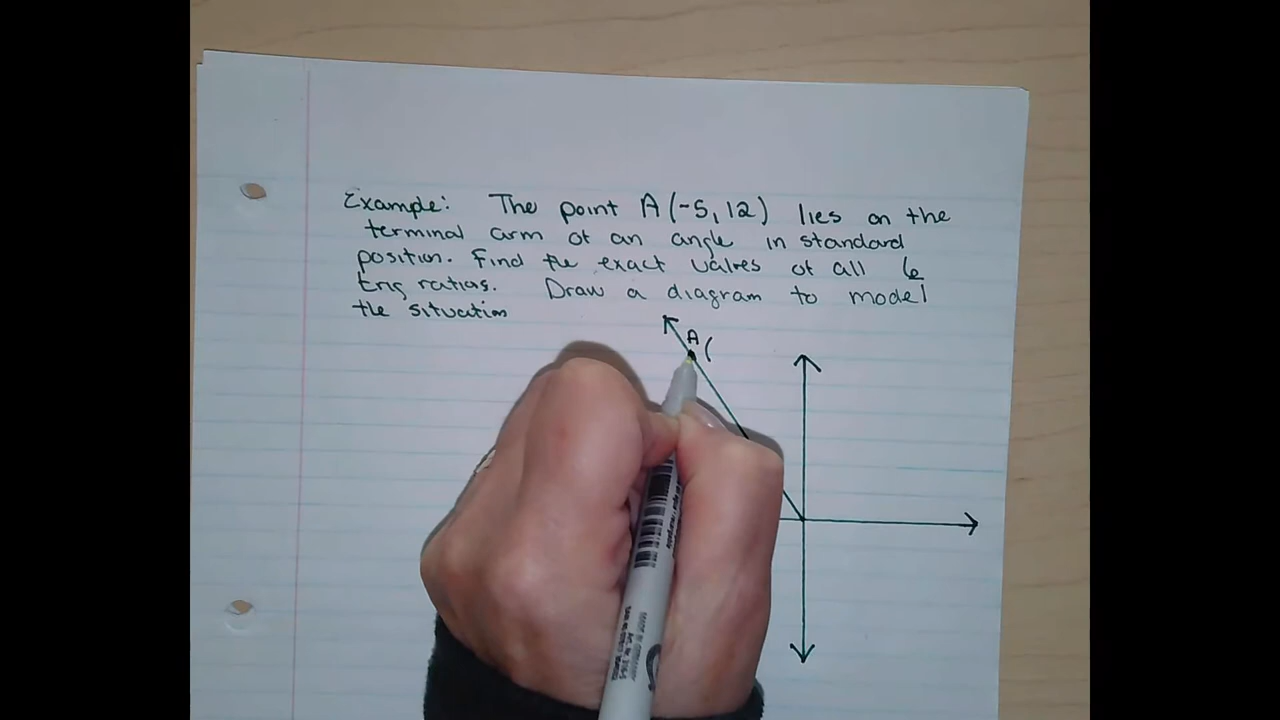 Example: The point A(-5, 12) lies on the
terminal arm of an angle in standard
position. Find the exact values of all 6
trig ratios. Draw a diagram to model
the situation
A (